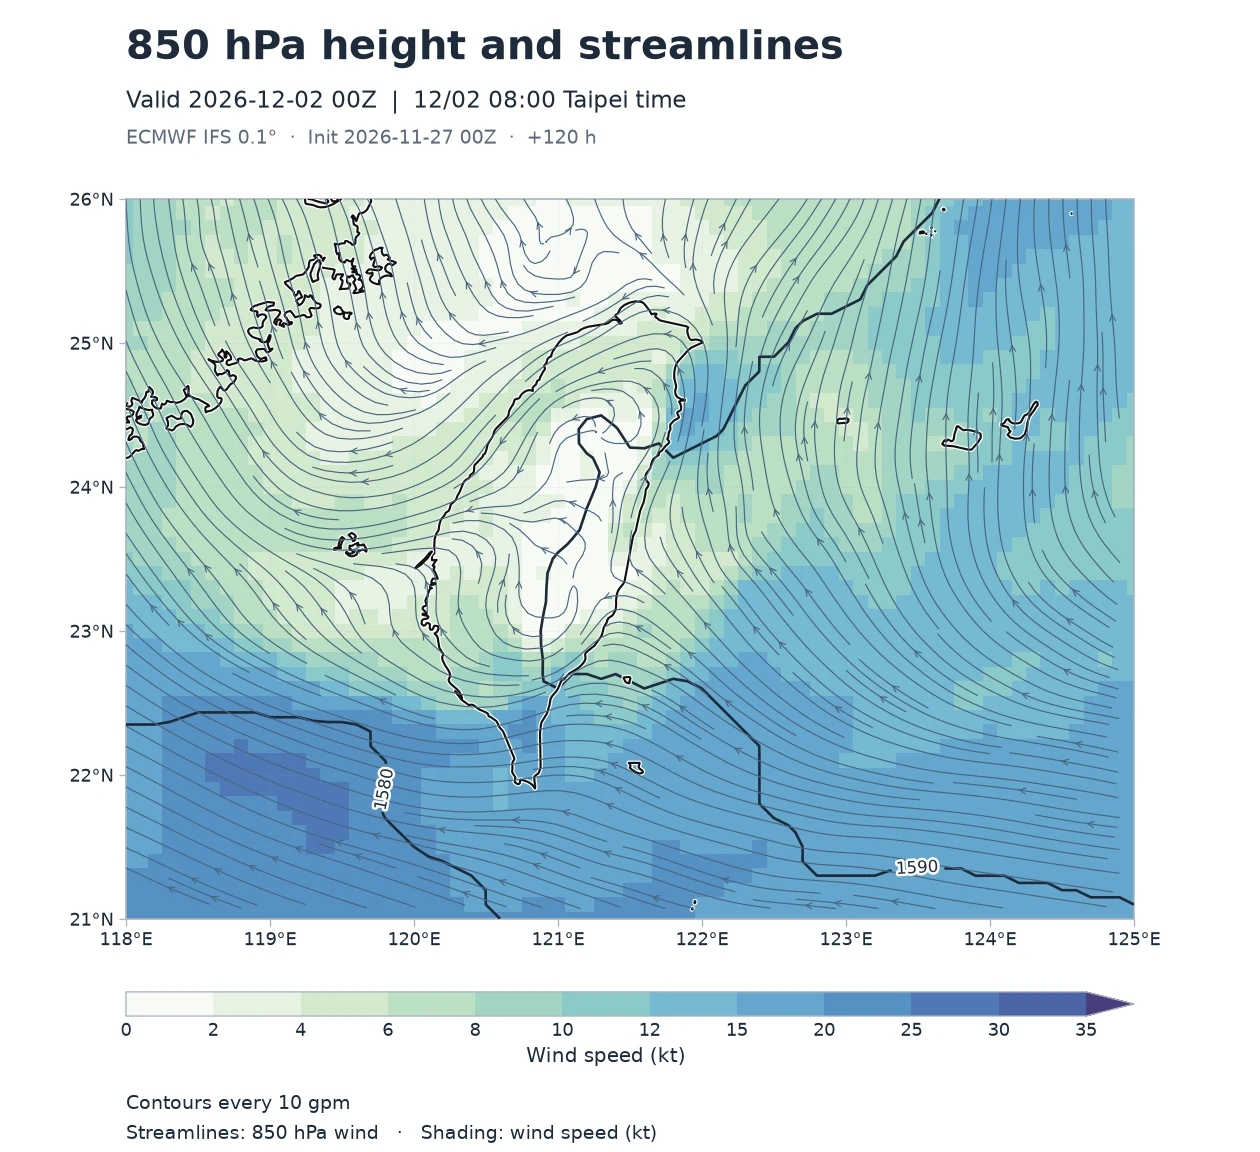 850 hPa height and streamlines
Valid 2026-12-02 00Z | 12/02 08:00 Taipei time
ECMWF IFS 0.1° · Init 2026-11-27 00Z · +120 h
26°N
25°N
24°N
23°N
22°N
21°N
1580
1590
118°E 119°E 120°E 121°E 122°E 123°E 124°E 125°E
0 2 4 6 8 10 12 15 20 25 30 35
Wind speed (kt)
Contours every 10 gpm
Streamlines: 850 hPa wind · Shading: wind speed (kt)